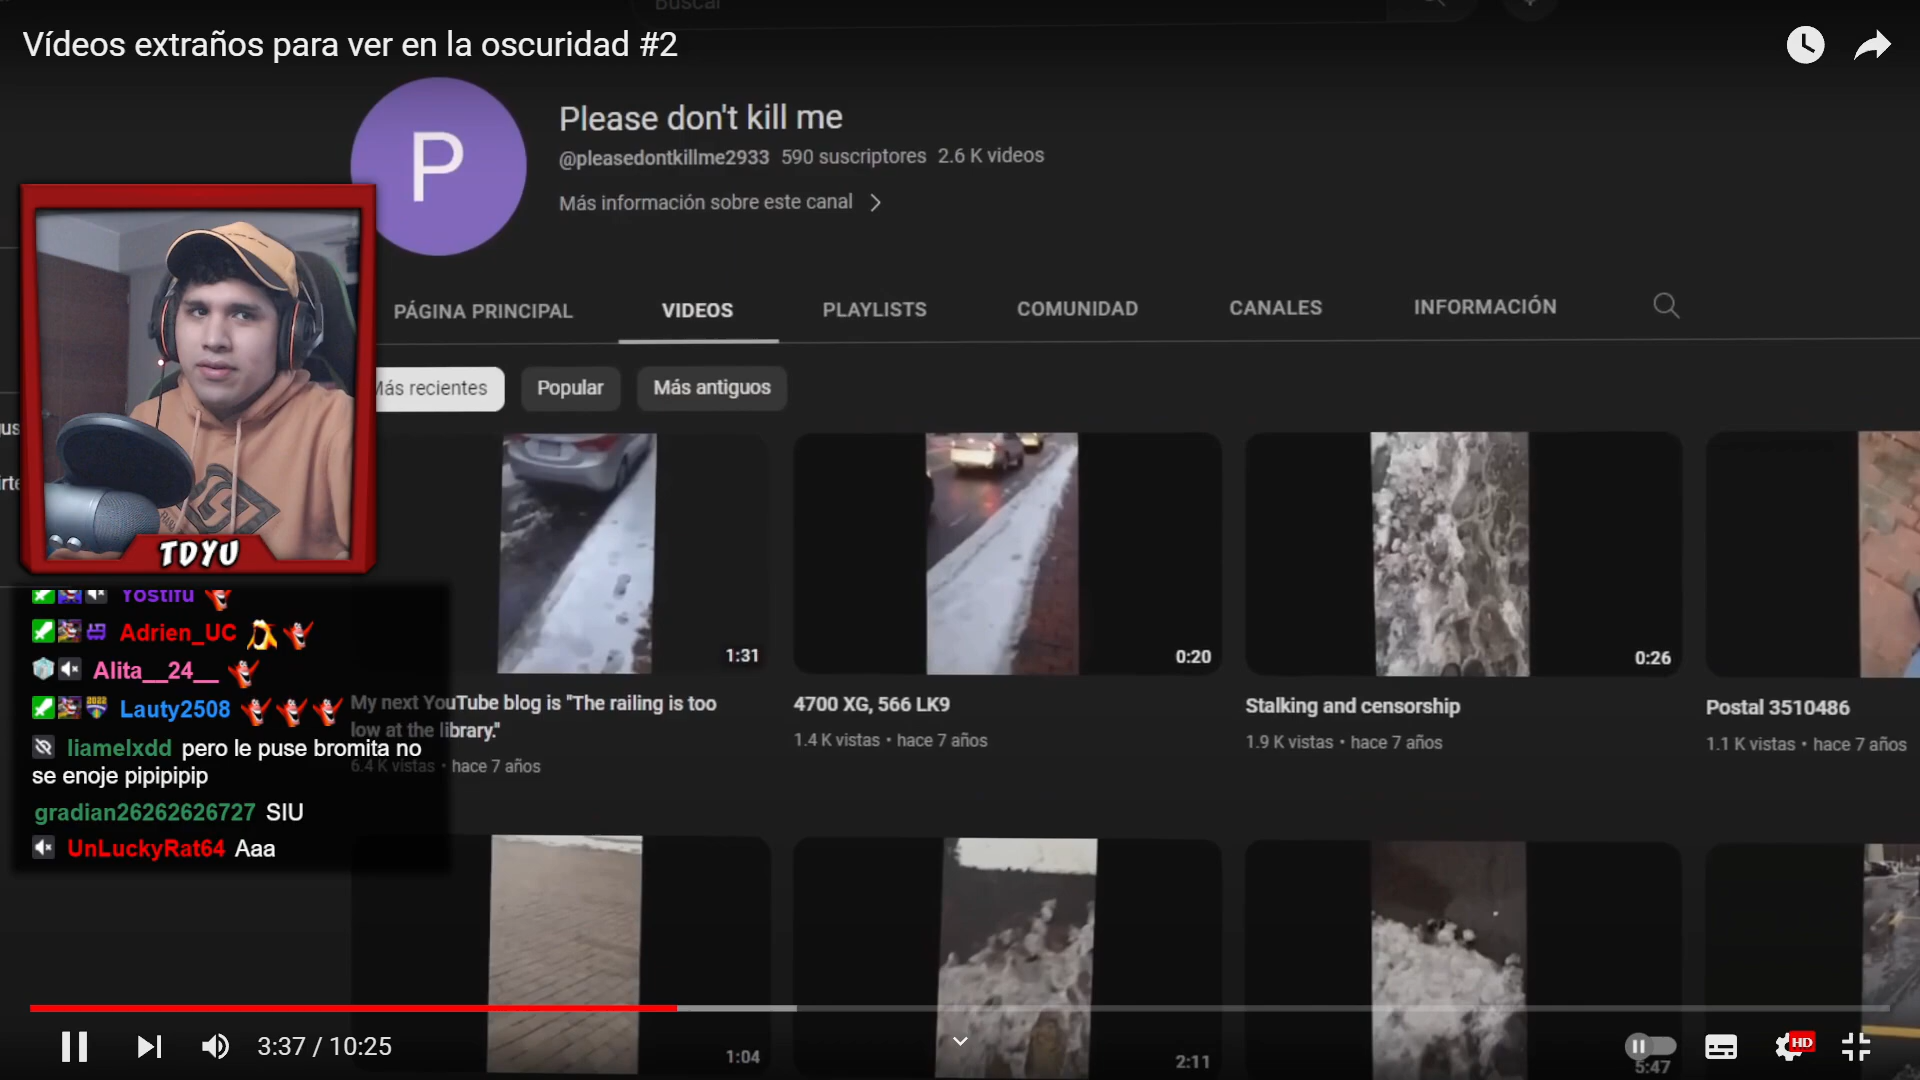 Buscar
Vídeos extraños para ver en la oscuridad #2
P
Please don't kill me
@pleasedontkillme2933 590 suscriptores 2.6 K videos
Más información sobre este canal
PÁGINA PRINCIPAL VIDEOS PLAYLISTS COMUNIDAD CANALES INFORMACIÓN
Más recientes Popular Más antiguos
TDYU
1:31 0:20 0:26
My next YouTube blog is "The railing is too
low at the library."
6.4 K vistas • hace 7 años
4700 XG, 566 LK9
1.4 K vistas • hace 7 años
Stalking and censorship
1.9 K vistas • hace 7 años
Postal 3510486
1.1 K vistas • hace 7 años
Yostifu
Adrien_UC
Alita__24__
2022 Lauty2508
liamelxdd pero le puse bromita no
se enoje pipipipip
gradian26262626727 SIU
UnLuckyRat64 Aaa
1:04 2:11 5:47
3:37 / 10:25
HD